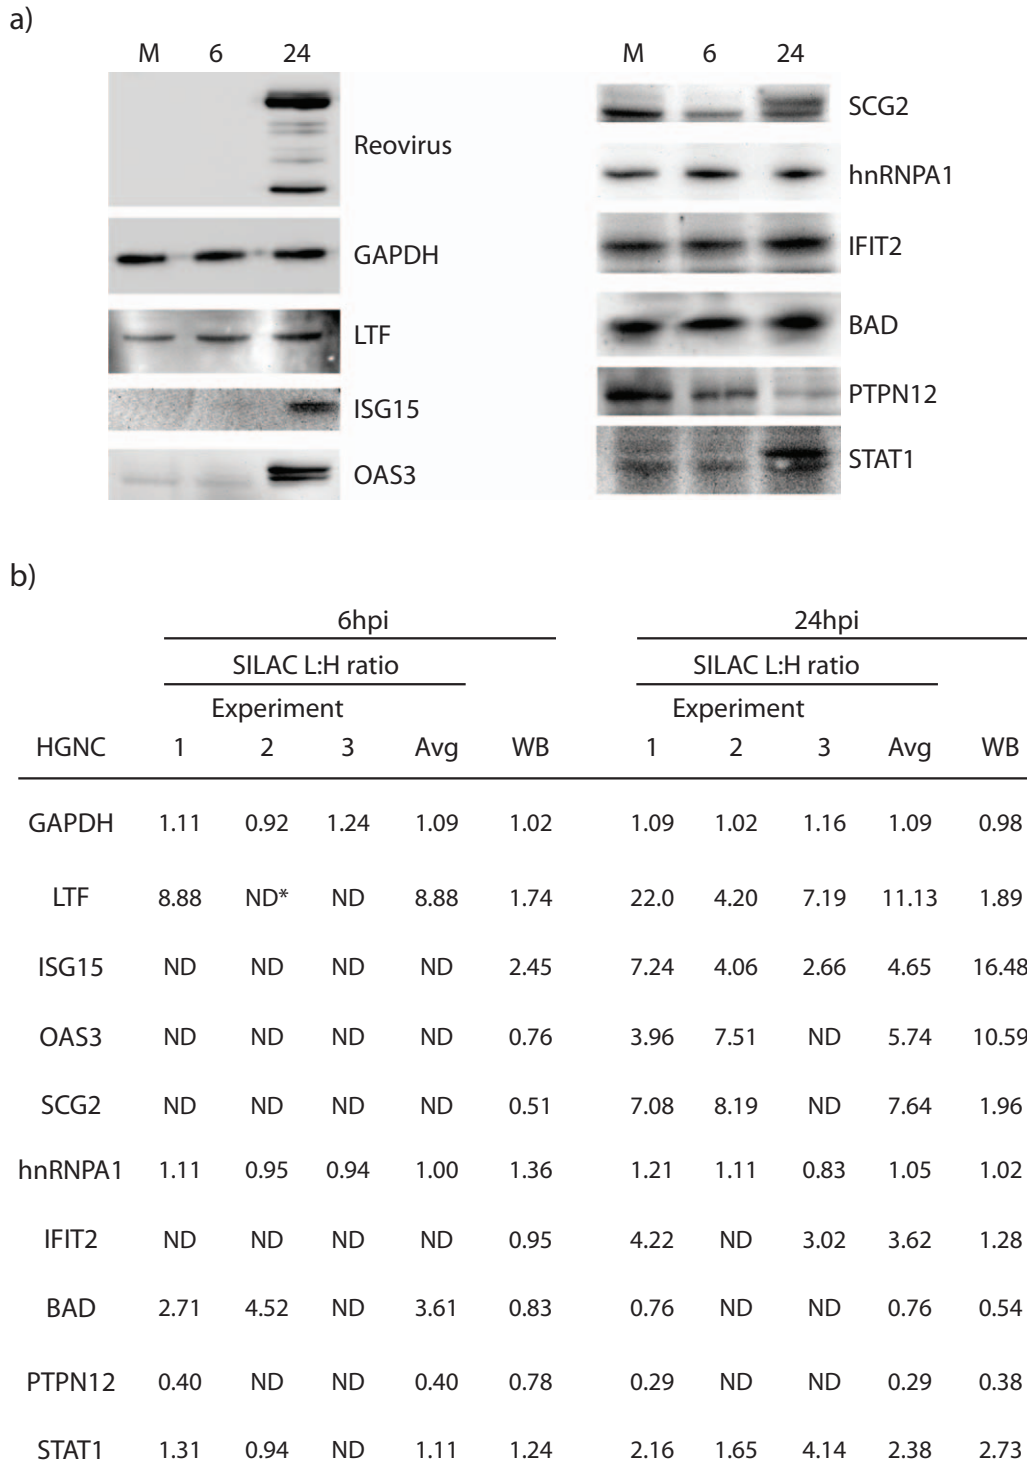 a)
M 6 24
Reovirus
GAPDH
LTF
ISG15
OAS3
M 6 24
SCG2
hnRNPA1
IFIT2
BAD
PTPN12
STAT1
b)
6hpi 24hpi
SILAC L:H ratio SILAC L:H ratio
Experiment Experiment
HGNC 1 2 3 Avg WB 1 2 3 Avg WB
GAPDH 1.11 0.92 1.24 1.09 1.02 1.09 1.02 1.16 1.09 0.98
LTF 8.88 ND* ND 8.88 1.74 22.0 4.20 7.19 11.13 1.89
ISG15 ND ND ND ND 2.45 7.24 4.06 2.66 4.65 16.48
OAS3 ND ND ND ND 0.76 3.96 7.51 ND 5.74 10.59
SCG2 ND ND ND ND 0.51 7.08 8.19 ND 7.64 1.96
hnRNPA1 1.11 0.95 0.94 1.00 1.36 1.21 1.11 0.83 1.05 1.02
IFIT2 ND ND ND ND 0.95 4.22 ND 3.02 3.62 1.28
BAD 2.71 4.52 ND 3.61 0.83 0.76 ND ND 0.76 0.54
PTPN12 0.40 ND ND 0.40 0.78 0.29 ND ND 0.29 0.38
STAT1 1.31 0.94 ND 1.11 1.24 2.16 1.65 4.14 2.38 2.73